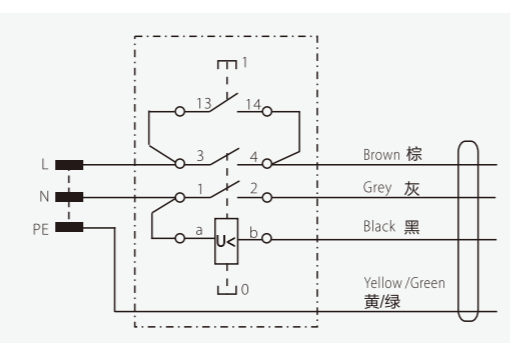 1
13 14
L 3 4 Brown 棕
N 1 2 Grey 灰
PE a U< b Black 黑
0 Yellow /Green
黄/绿